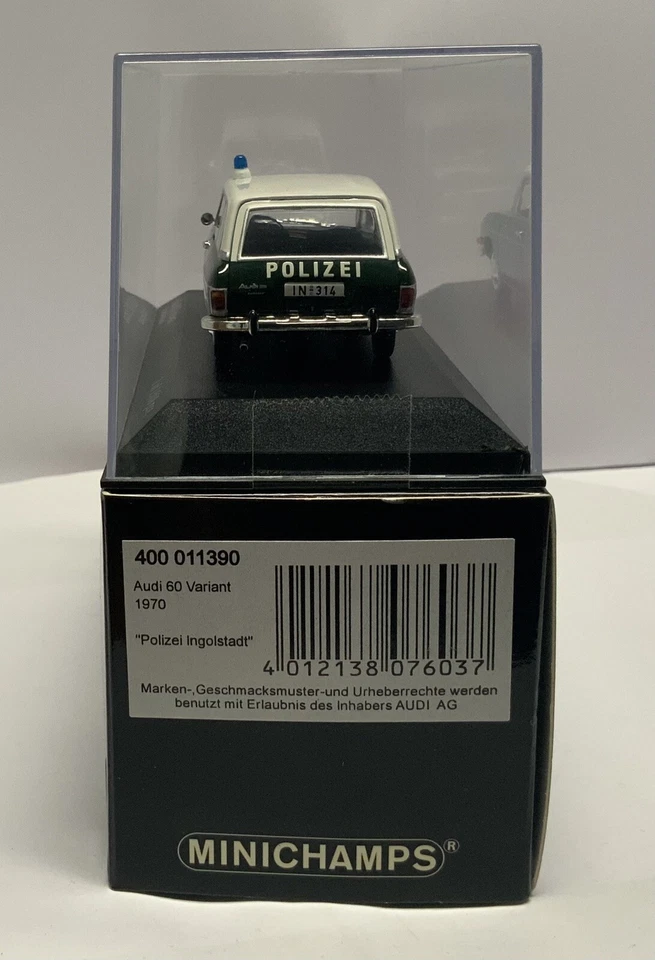 POLIZEI
IN 314
400 011390
Audi 60 Variant
1970
"Polizei Ingolstadt"
4 012138 076037
Marken-,Geschmacksmuster-und Urheberrechte werden
benutzt mit Erlaubnis des Inhabers AUDI AG
MINICHAMPS®